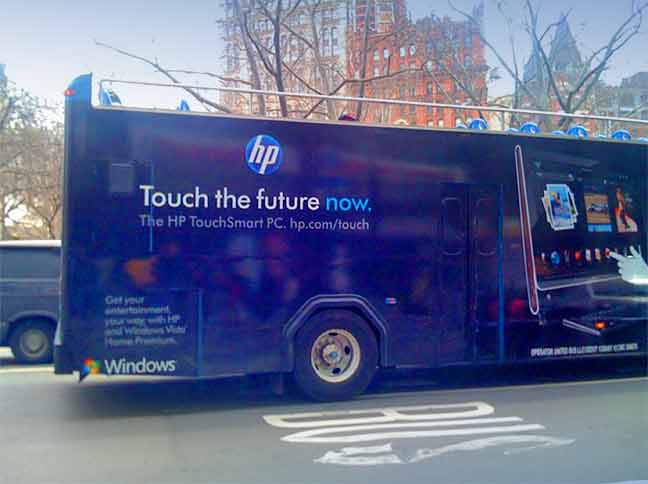 hp
Touch the future now.
The HP TouchSmart PC. hp.com/touch
Get your
entertainment,
your way with HP
and Windows Vista®
Home Premium.
Windows®
BUS